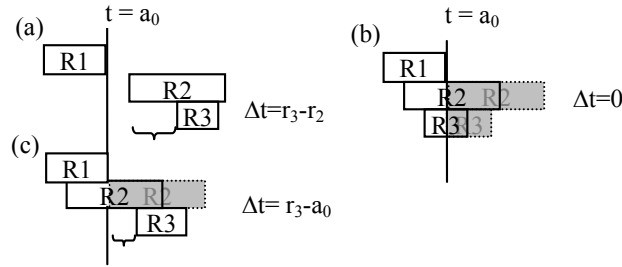 t = a₀
(a)
R1
R2
R3
Δt=r₃-r₂
t = a₀
(b)
R1
R2 R2
R3 R3
Δt=0
(c)
R1
R2 R2
R3
Δt= r₃-a₀